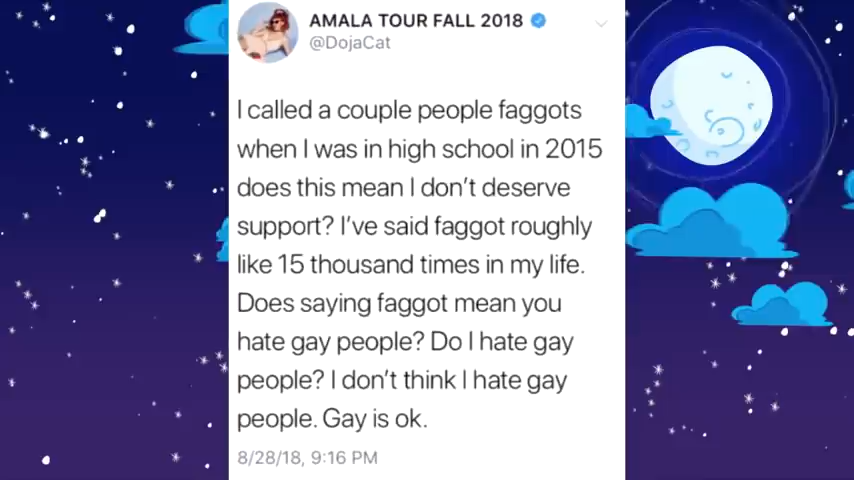 AMALA TOUR FALL 2018
@DojaCat
I called a couple people faggots
when I was in high school in 2015
does this mean I don't deserve
support? I've said faggot roughly
like 15 thousand times in my life.
Does saying faggot mean you
hate gay people? Do I hate gay
people? I don't think I hate gay
people. Gay is ok.
8/28/18, 9:16 PM